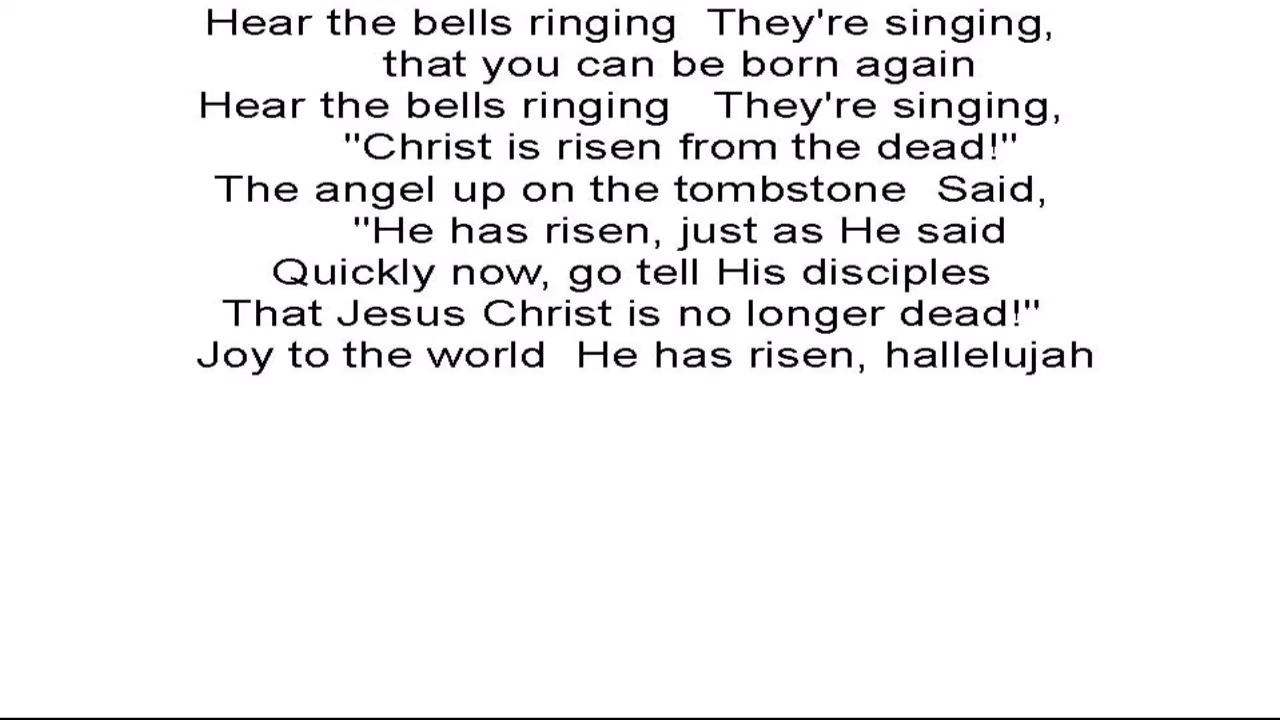 Hear the bells ringing  They're singing,
that you can be born again
Hear the bells ringing   They're singing,
"Christ is risen from the dead!"
The angel up on the tombstone  Said,
"He has risen, just as He said
Quickly now, go tell His disciples
That Jesus Christ is no longer dead!"
Joy to the world  He has risen, hallelujah